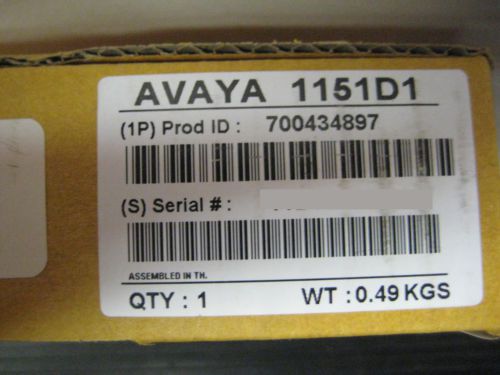 AVAYA 1151D1
(1P) Prod ID : 700434897
(S) Serial # :
ASSEMBLED IN TH.
QTY : 1 WT : 0.49 KGS